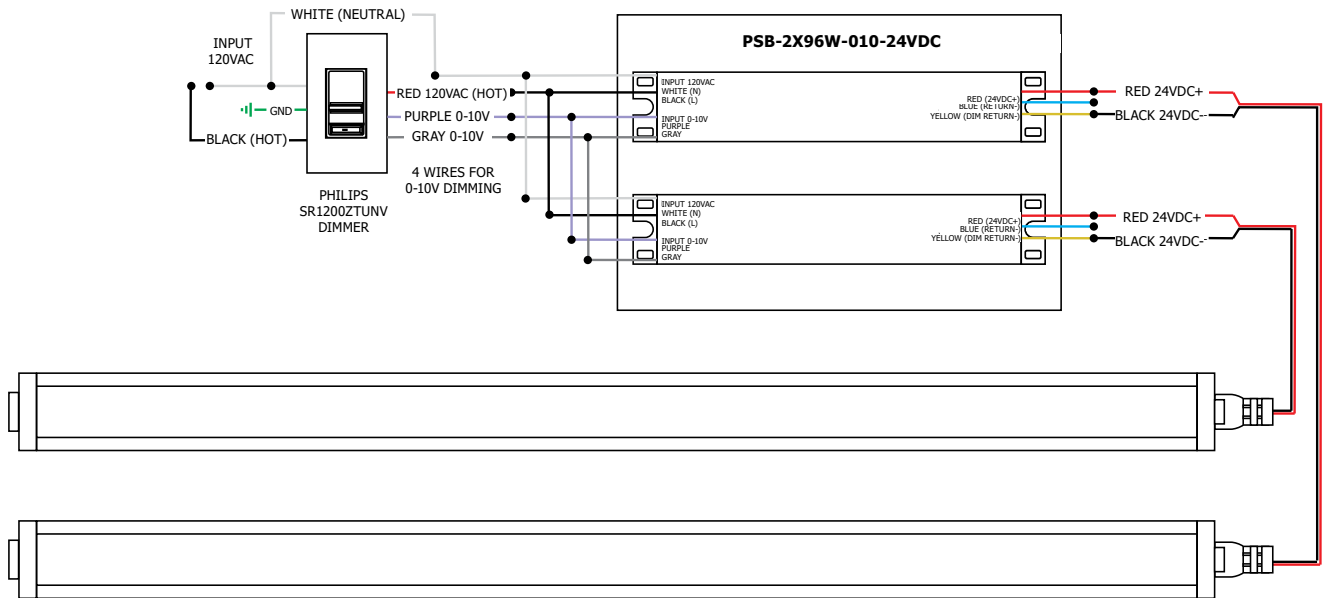 WHITE (NEUTRAL)
INPUT
120VAC
GND
BLACK (HOT)
PHILIPS
SR1200ZTUNV
DIMMER
RED 120VAC (HOT)
PURPLE 0-10V
GRAY 0-10V
4 WIRES FOR
0-10V DIMMING
PSB-2X96W-010-24VDC
INPUT 120VAC
WHITE (N)
BLACK (L)
INPUT 0-10V
PURPLE
GRAY
RED (24VDC+)
BLUE (RETURN-)
YELLOW (DIM RETURN-)
RED 24VDC+
BLACK 24VDC--
INPUT 120VAC
WHITE (N)
BLACK (L)
INPUT 0-10V
PURPLE
GRAY
RED (24VDC+)
BLUE (RETURN-)
YELLOW (DIM RETURN-)
RED 24VDC+
BLACK 24VDC--